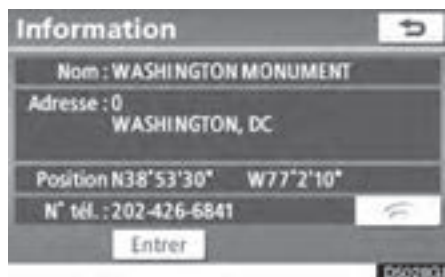 Information
Nom : WASHINGTON MONUMENT
Adresse : 0
WASHINGTON, DC
Position N38°53'30" W77°2'10"
N° tél. : 202-426-6841
Entrer